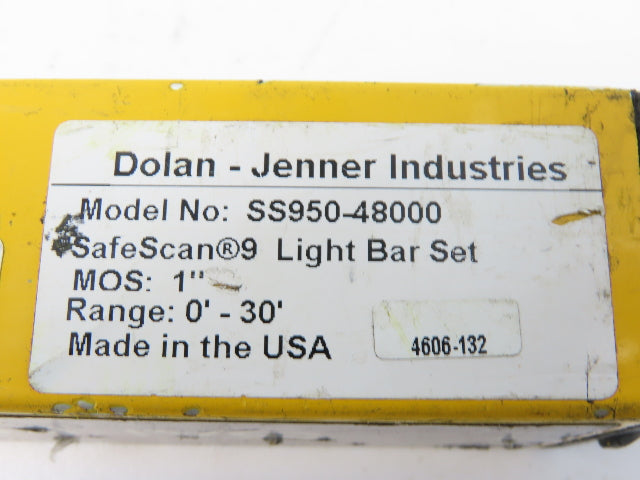 Dolan - Jenner Industries
Model No: SS950-48000
SafeScan®9 Light Bar Set
MOS: 1"
Range: 0' - 30'
Made in the USA
4606-132